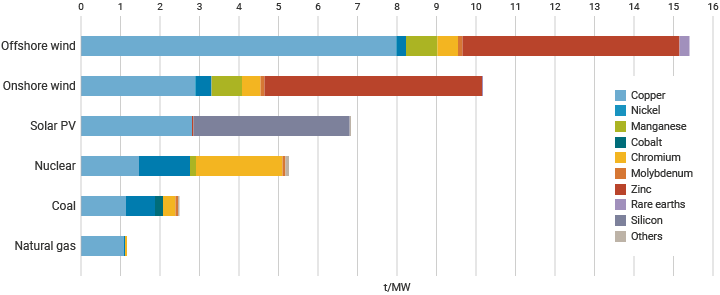 0 1 2 3 4 5 6 7 8 9 10 11 12 13 14 15 16
Offshore wind
Onshore wind
Solar PV
Nuclear
Coal
Natural gas
Copper
Nickel
Manganese
Cobalt
Chromium
Molybdenum
Zinc
Rare earths
Silicon
Others
t/MW